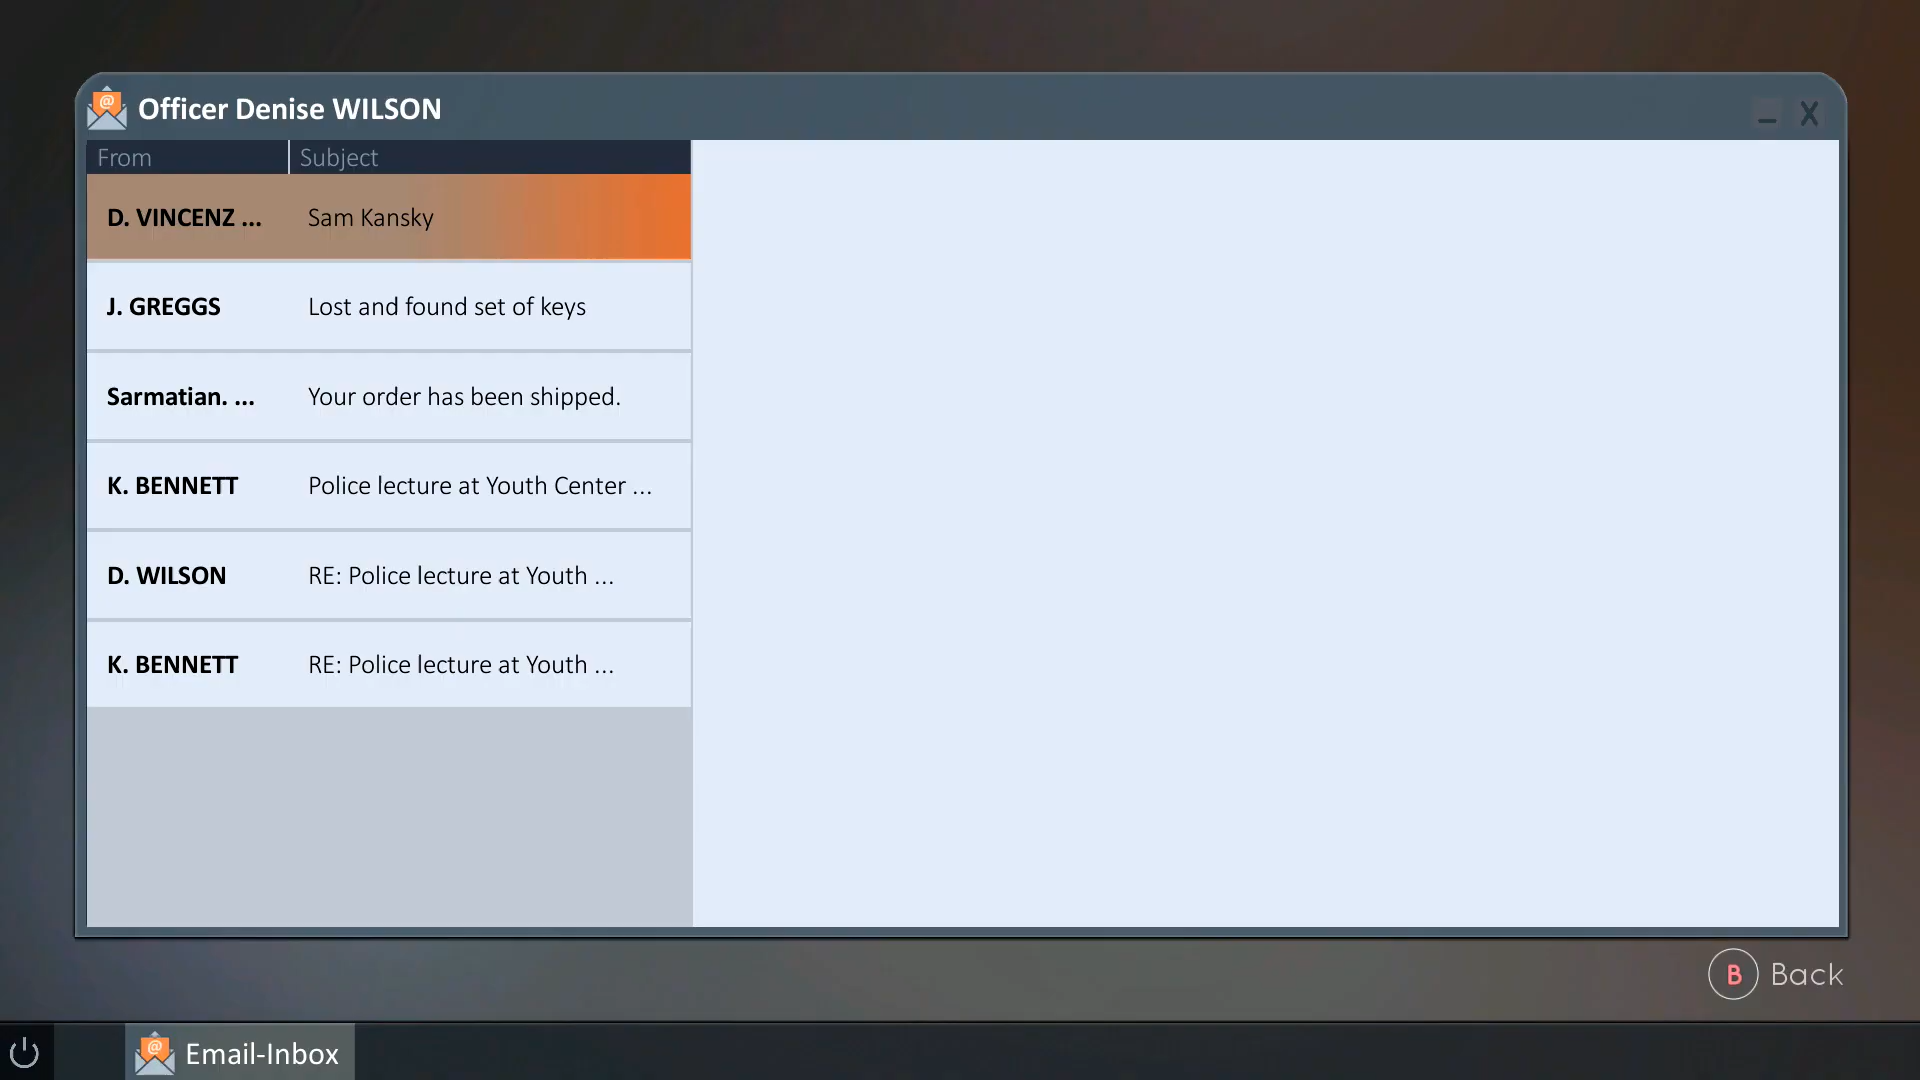 Officer Denise WILSON
From Subject
D. VINCENZ ... Sam Kansky
J. GREGGS Lost and found set of keys
Sarmatian. ... Your order has been shipped.
K. BENNETT Police lecture at Youth Center ...
D. WILSON RE: Police lecture at Youth ...
K. BENNETT RE: Police lecture at Youth ...
B Back
Email-Inbox